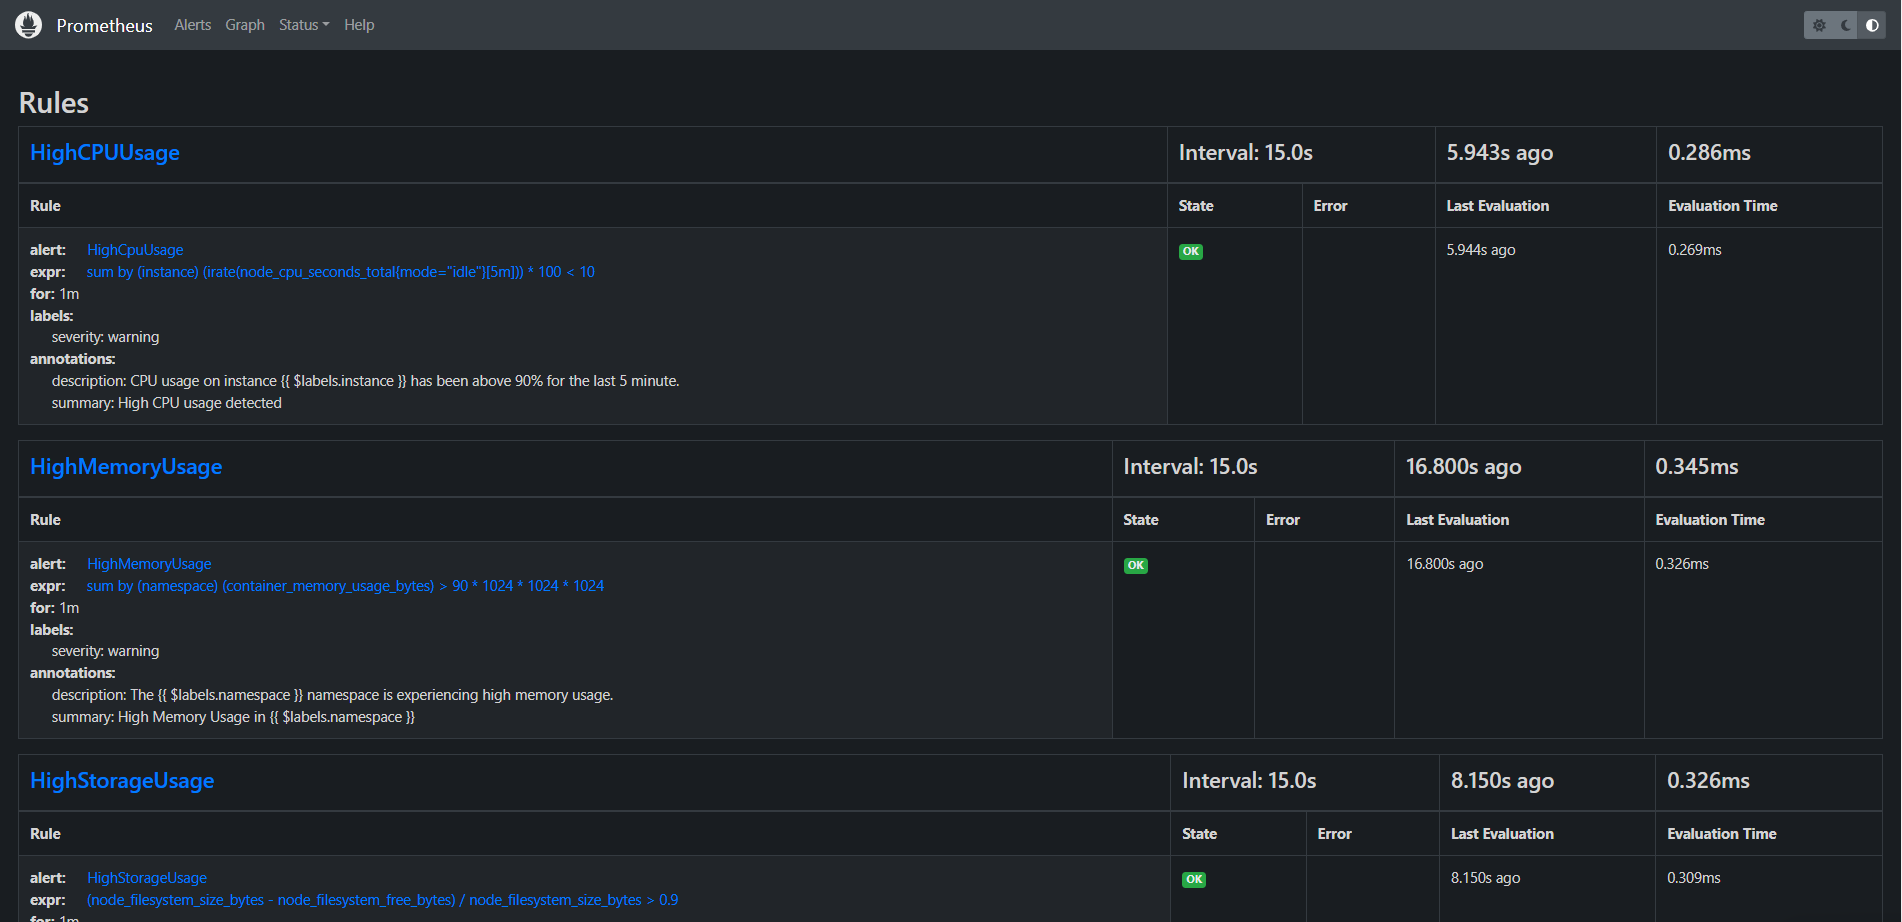 Prometheus Alerts Graph Status Help
Rules
HighCPUUsage Interval: 15.0s 5.943s ago 0.286ms
Rule State Error Last Evaluation Evaluation Time
alert: HighCpuUsage OK 5.944s ago 0.269ms
expr: sum by (instance) (irate(node_cpu_seconds_total{mode="idle"}[5m])) * 100 < 10
for: 1m
labels:
severity: warning
annotations:
description: CPU usage on instance {{ $labels.instance }} has been above 90% for the last 5 minute.
summary: High CPU usage detected
HighMemoryUsage Interval: 15.0s 16.800s ago 0.345ms
Rule State Error Last Evaluation Evaluation Time
alert: HighMemoryUsage OK 16.800s ago 0.326ms
expr: sum by (namespace) (container_memory_usage_bytes) > 90 * 1024 * 1024 * 1024
for: 1m
labels:
severity: warning
annotations:
description: The {{ $labels.namespace }} namespace is experiencing high memory usage.
summary: High Memory Usage in {{ $labels.namespace }}
HighStorageUsage Interval: 15.0s 8.150s ago 0.326ms
Rule State Error Last Evaluation Evaluation Time
alert: HighStorageUsage OK 8.150s ago 0.309ms
expr: (node_filesystem_size_bytes - node_filesystem_free_bytes) / node_filesystem_size_bytes > 0.9
for: 1m